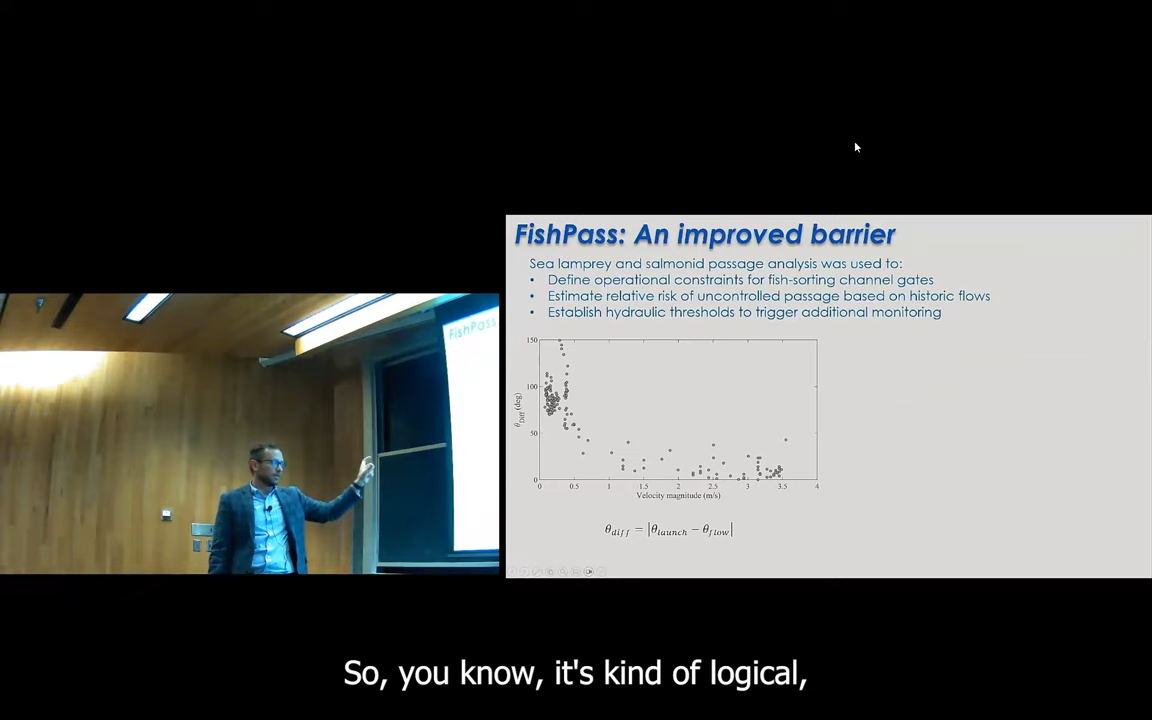 FishPass: An improved barrier
Sea lamprey and salmonid passage analysis was used to:
• Define operational constraints for fish-sorting channel gates
• Estimate relative risk of uncontrolled passage based on historic flows
• Establish hydraulic thresholds to trigger additional monitoring
FishPass
150
100
50
0
θDiff (deg)
0 0.5 1 1.5 2 2.5 3 3.5 4
Velocity magnitude (m/s)
θdiff = |θlaunch − θflow|
So, you know, it's kind of logical,